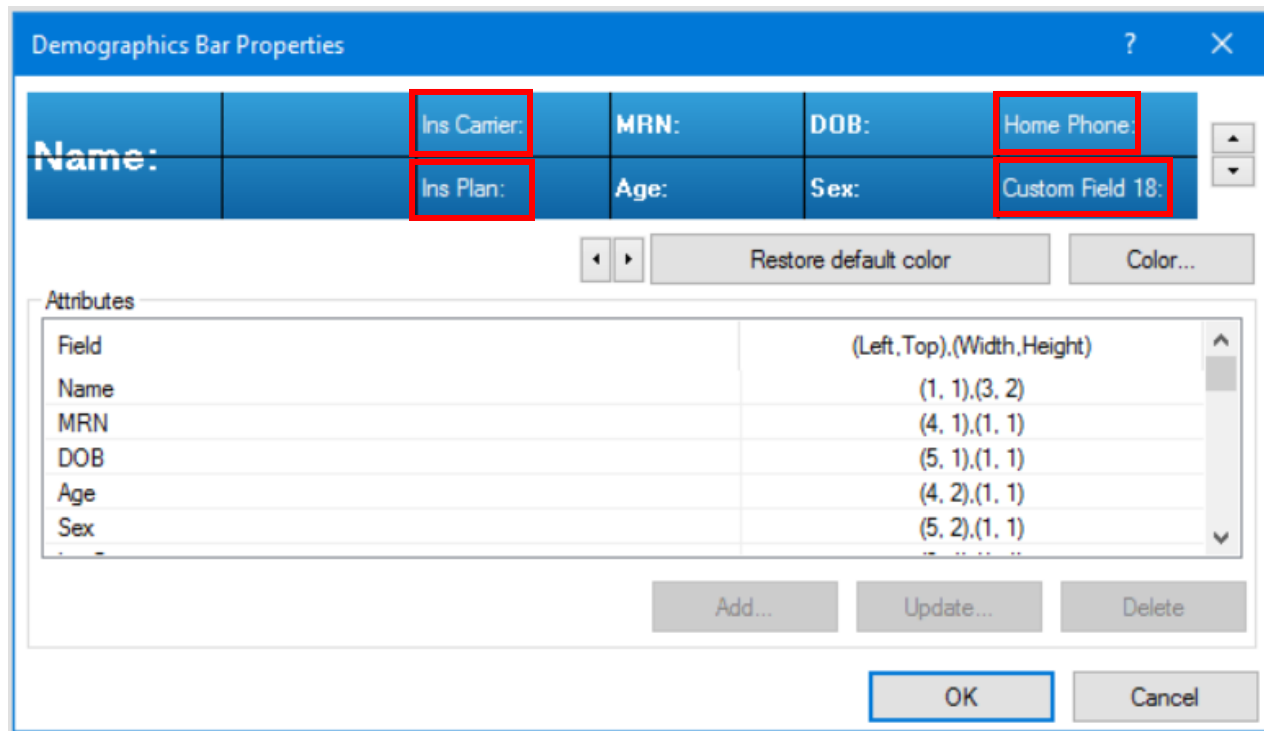 Demographics Bar Properties ? ×
Name: Ins Carrier: MRN: DOB: Home Phone:
Ins Plan: Age: Sex: Custom Field 18:
Restore default color Color...
Attributes
Field (Left,Top),(Width,Height)
Name (1, 1),(3, 2)
MRN (4, 1),(1, 1)
DOB (5, 1),(1, 1)
Age (4, 2),(1, 1)
Sex (5, 2),(1, 1)
Add... Update... Delete
OK Cancel